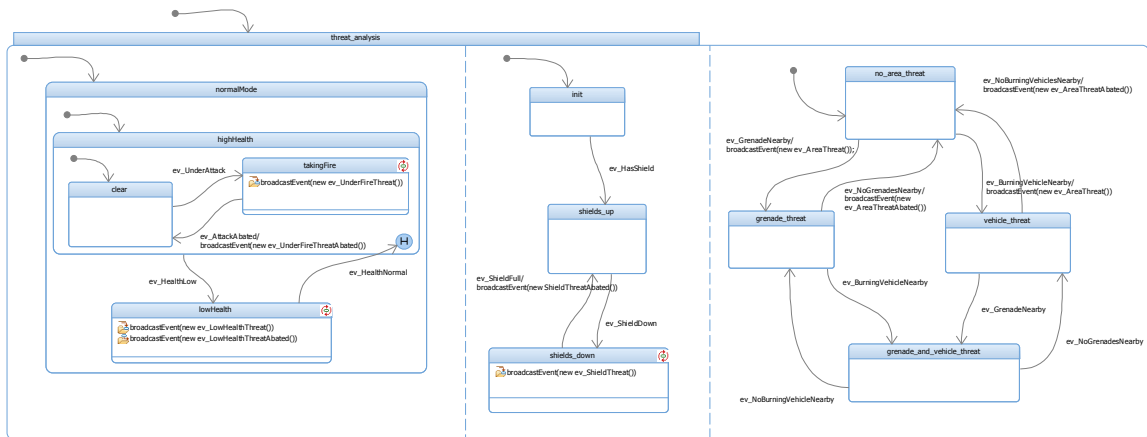 threat_analysis
normalMode
highHealth
clear
ev_UnderAttack
takingFire
broadcastEvent(new ev_UnderFireThreat())
ev_AttackAbated/
broadcastEvent(new ev_UnderFireThreatAbated())
H
ev_HealthLow
ev_HealthNormal
lowHealth
broadcastEvent(new ev_LowHealthThreat())
broadcastEvent(new ev_LowHealthThreatAbated())
init
ev_HasShield
shields_up
ev_ShieldFull/
broadcastEvent(new ShieldThreatAbated())
ev_ShieldDown
shields_down
broadcastEvent(new ev_ShieldThreat())
no_area_threat
ev_NoBurningVehiclesNearby/
broadcastEvent(new ev_AreaThreatAbated())
ev_GrenadeNearby/
broadcastEvent(new ev_AreaThreat());
ev_NoGrenadesNearby/
broadcastEvent(new
ev_AreaThreatAbated())
ev_BurningVehicleNearby/
broadcastEvent(new ev_AreaThreat())
grenade_threat
vehicle_threat
ev_BurningVehicleNearby
ev_GrenadeNearby
ev_NoGrenadesNearby
grenade_and_vehicle_threat
ev_NoBurningVehicleNearby